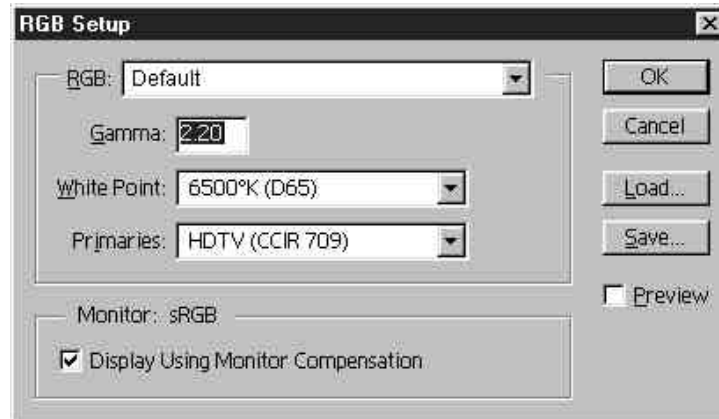 RGB Setup
RGB: Default
Gamma: 2.20
White Point: 6500°K (D65)
Primaries: HDTV (CCIR 709)
Monitor: sRGB
Display Using Monitor Compensation
OK
Cancel
Load...
Save...
Preview